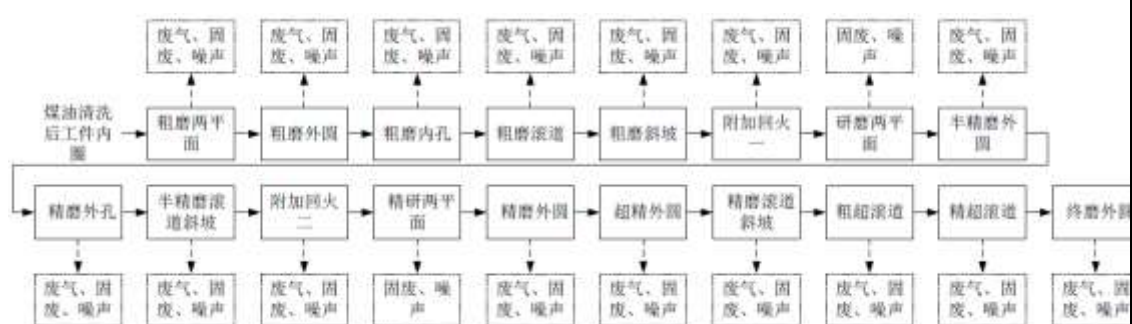 废气、固
废、噪声
废气、固
废、噪声
废气、固
废、噪声
废气、固
废、噪声
废气、固
废、噪声
废气、固
废、噪声
固废、噪
声
废气、固
废、噪声
煤油清洗
后工件内
圈
粗磨两平
面
粗磨外圆
粗磨内孔
粗磨滚道
粗磨斜坡
附加回火
一
研磨两平
面
半精磨外
圆
精磨外孔
半精磨滚
道斜坡
附加回火
二
精研两平
面
精磨外圆
超精外圆
精磨滚道
斜坡
粗超滚道
精超滚道
终磨外圆
废气、固
废、噪声
废气、固
废、噪声
废气、固
废、噪声
固废、噪
声
废气、固
废、噪声
废气、固
废、噪声
废气、固
废、噪声
废气、固
废、噪声
废气、固
废、噪声
废气、固
废、噪声